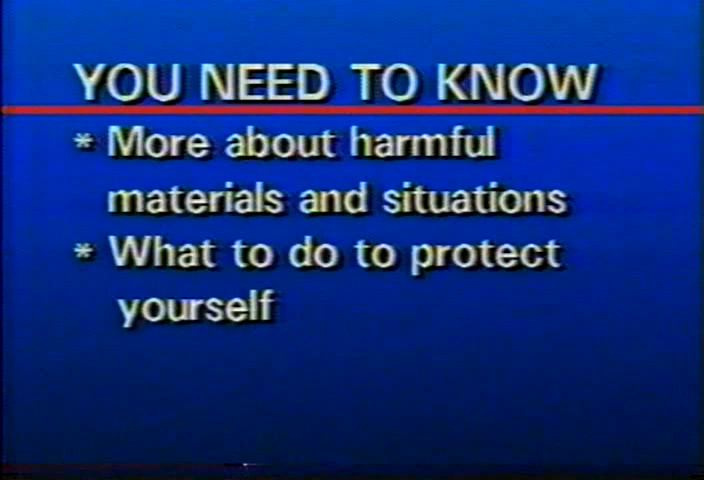 YOU NEED TO KNOW
* More about harmful
materials and situations
* What to do to protect
yourself